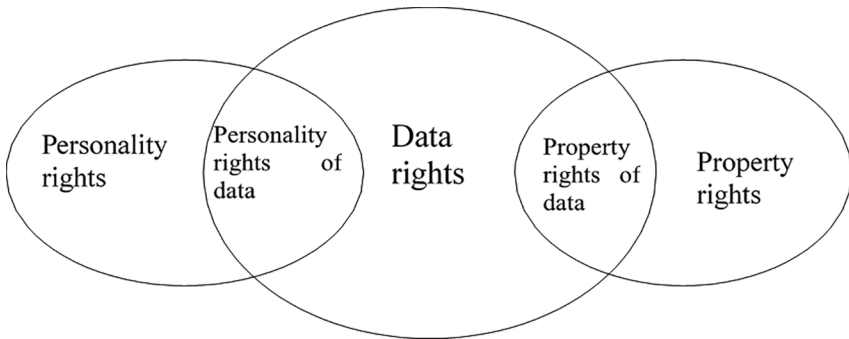 Personality
rights
Personality
rights of
data
Data
rights
Property
rights of
data
Property
rights